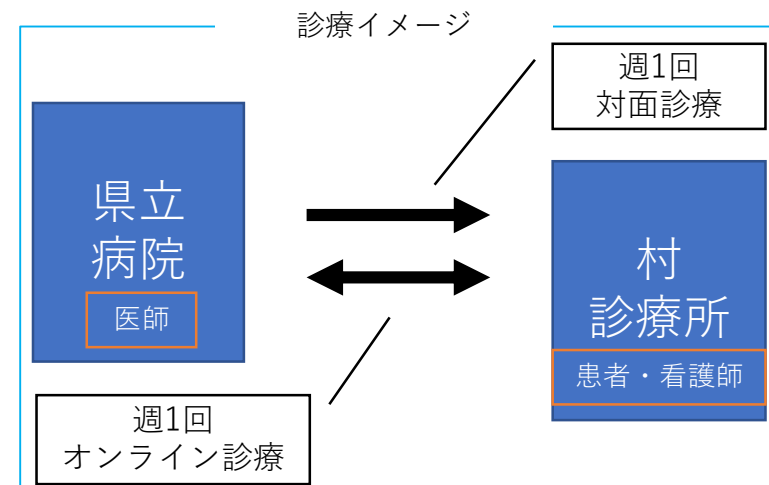 診療イメージ
週1回
対面診療
県立
病院
医師
村
診療所
患者・看護師
週1回
オンライン診療